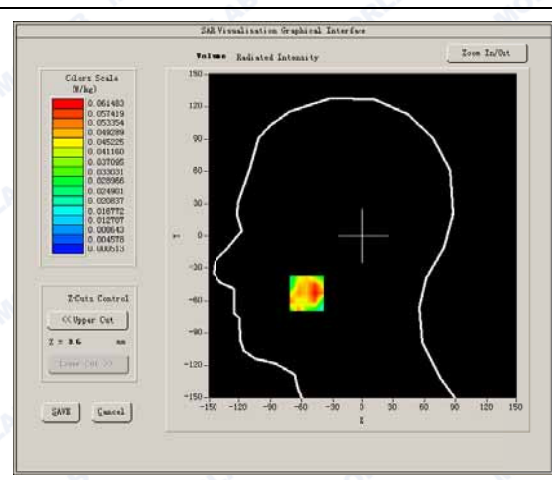 SAR Visualisation Graphical Interface
Volume Radiated Intensity
Zoom In/Out
Colors Scale
(W/kg)
0.061483
0.057419
0.053354
0.049289
0.045225
0.041160
0.037095
0.033031
0.028966
0.024901
0.020837
0.016772
0.012707
0.008643
0.004578
0.000513
Z-Cuts Control
<< Upper Cut
Z = 86 mm
Lower Cut >>
SAVE Cancel
150
120
90
60
30
Y 0
-30
-60
-90
-120
-150
-150 -120 -90 -60 -30 0 30 60 90 120 150
X